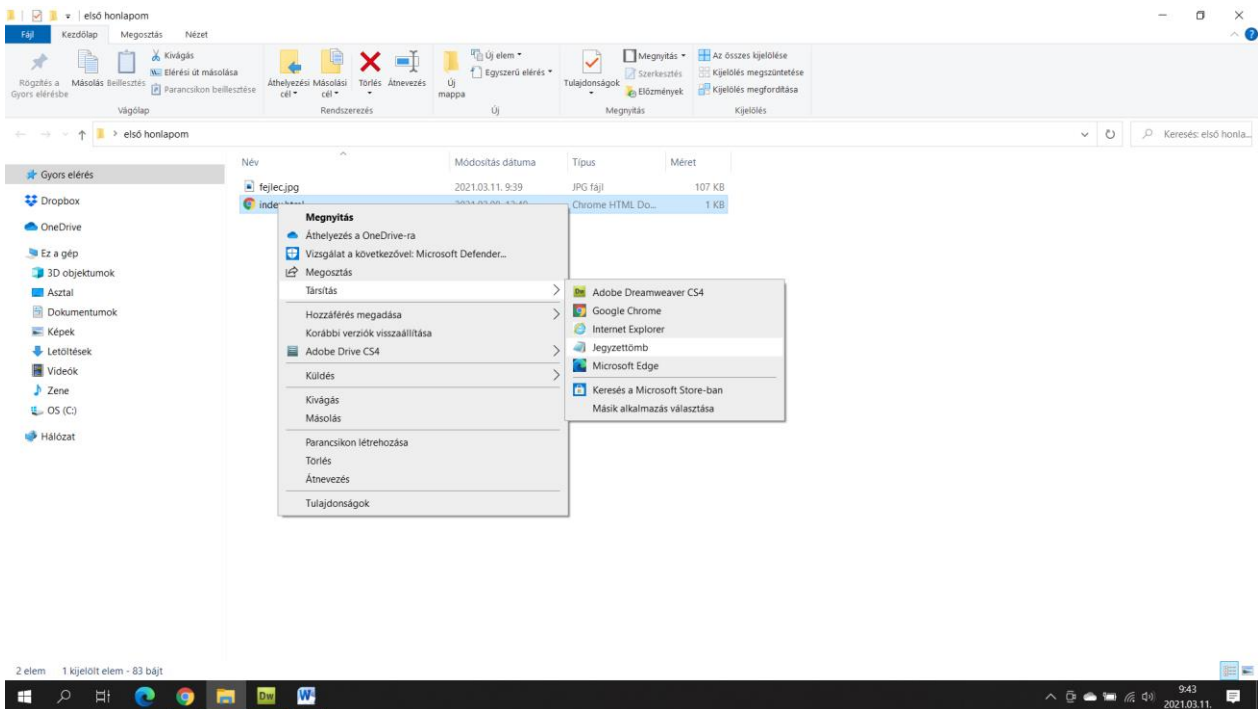 első honlapom
Fájl Kezdőlap Megosztás Nézet
Rögzítés a Gyors elérésbe
Másolás
Beillesztés
Kivágás
Elérési út másolása
Parancsikon beillesztése
Vágólap
Áthelyezési cél
Másolási cél
Törlés
Átnevezés
Rendszerezés
Új mappa
Új elem
Egyszerű elérés
Új
Tulajdonságok
Megnyitás
Szerkesztés
Előzmények
Megnyitás
Az összes kijelölése
Kijelölés megszüntetése
Kijelölés megfordítása
Kijelölés
első honlapom
Keresés: első honla...
Gyors elérés
Dropbox
OneDrive
Ez a gép
3D objektumok
Asztal
Dokumentumok
Képek
Letöltések
Videók
Zene
OS (C:)
Hálózat
Név Módosítás dátuma Típus Méret
fejlec.jpg 2021.03.11. 9:39 JPG fájl 107 KB
Chrome HTML Do... 1 KB
Megnyitás
Áthelyezés a OneDrive-ra
Vizsgálat a következővel: Microsoft Defender...
Megosztás
Társítás
Hozzáférés megadása
Korábbi verziók visszaállítása
Adobe Drive CS4
Küldés
Kivágás
Másolás
Parancsikon létrehozása
Törlés
Átnevezés
Tulajdonságok
Adobe Dreamweaver CS4
Google Chrome
Internet Explorer
Jegyzettömb
Microsoft Edge
Keresés a Microsoft Store-ban
Másik alkalmazás választása
2 elem 1 kijelölt elem - 83 bájt
9:43
2021.03.11.